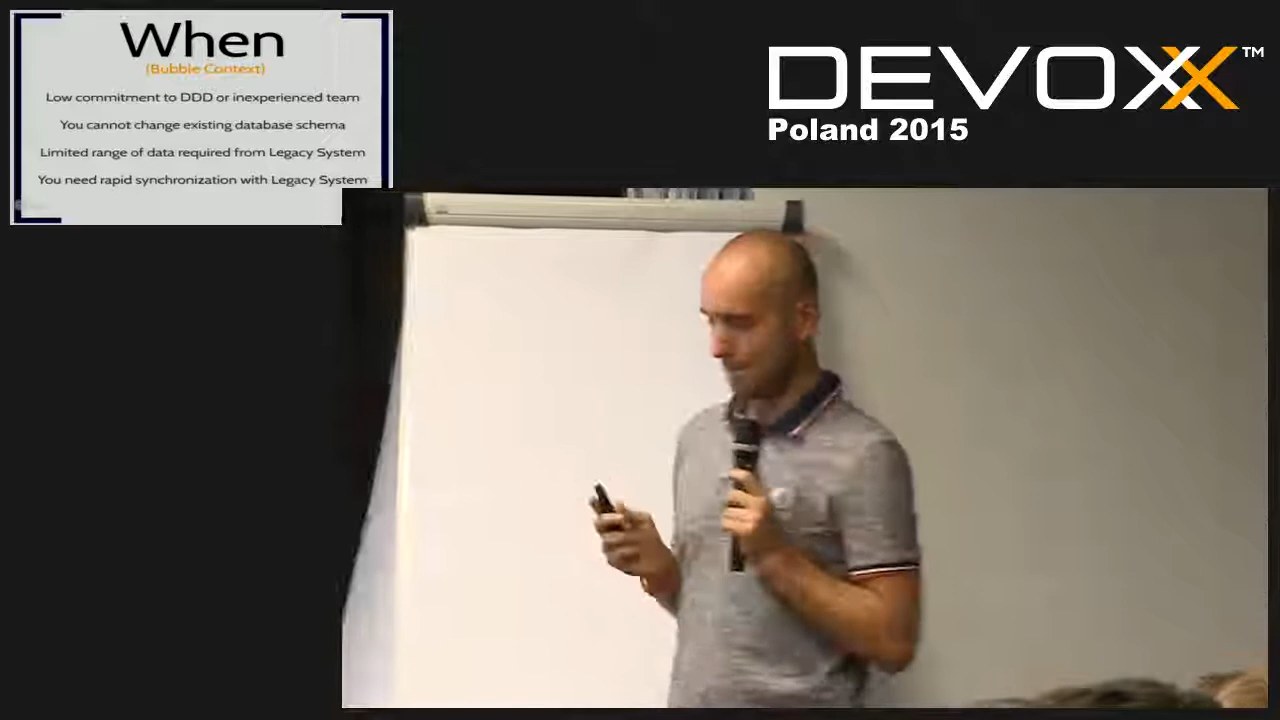 When
(Bubble Context)
Low commitment to DDD or inexperienced team
You cannot change existing database schema
Limited range of data required from Legacy System
You need rapid synchronization with Legacy System
DEVOXX™
Poland 2015